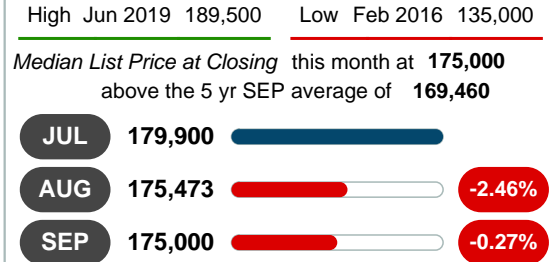 High Jun 2019 189,500 Low Feb 2016 135,000
Median List Price at Closing this month at 175,000
above the 5 yr SEP average of 169,460
JUL 179,900
AUG 175,473 -2.46%
SEP 175,000 -0.27%